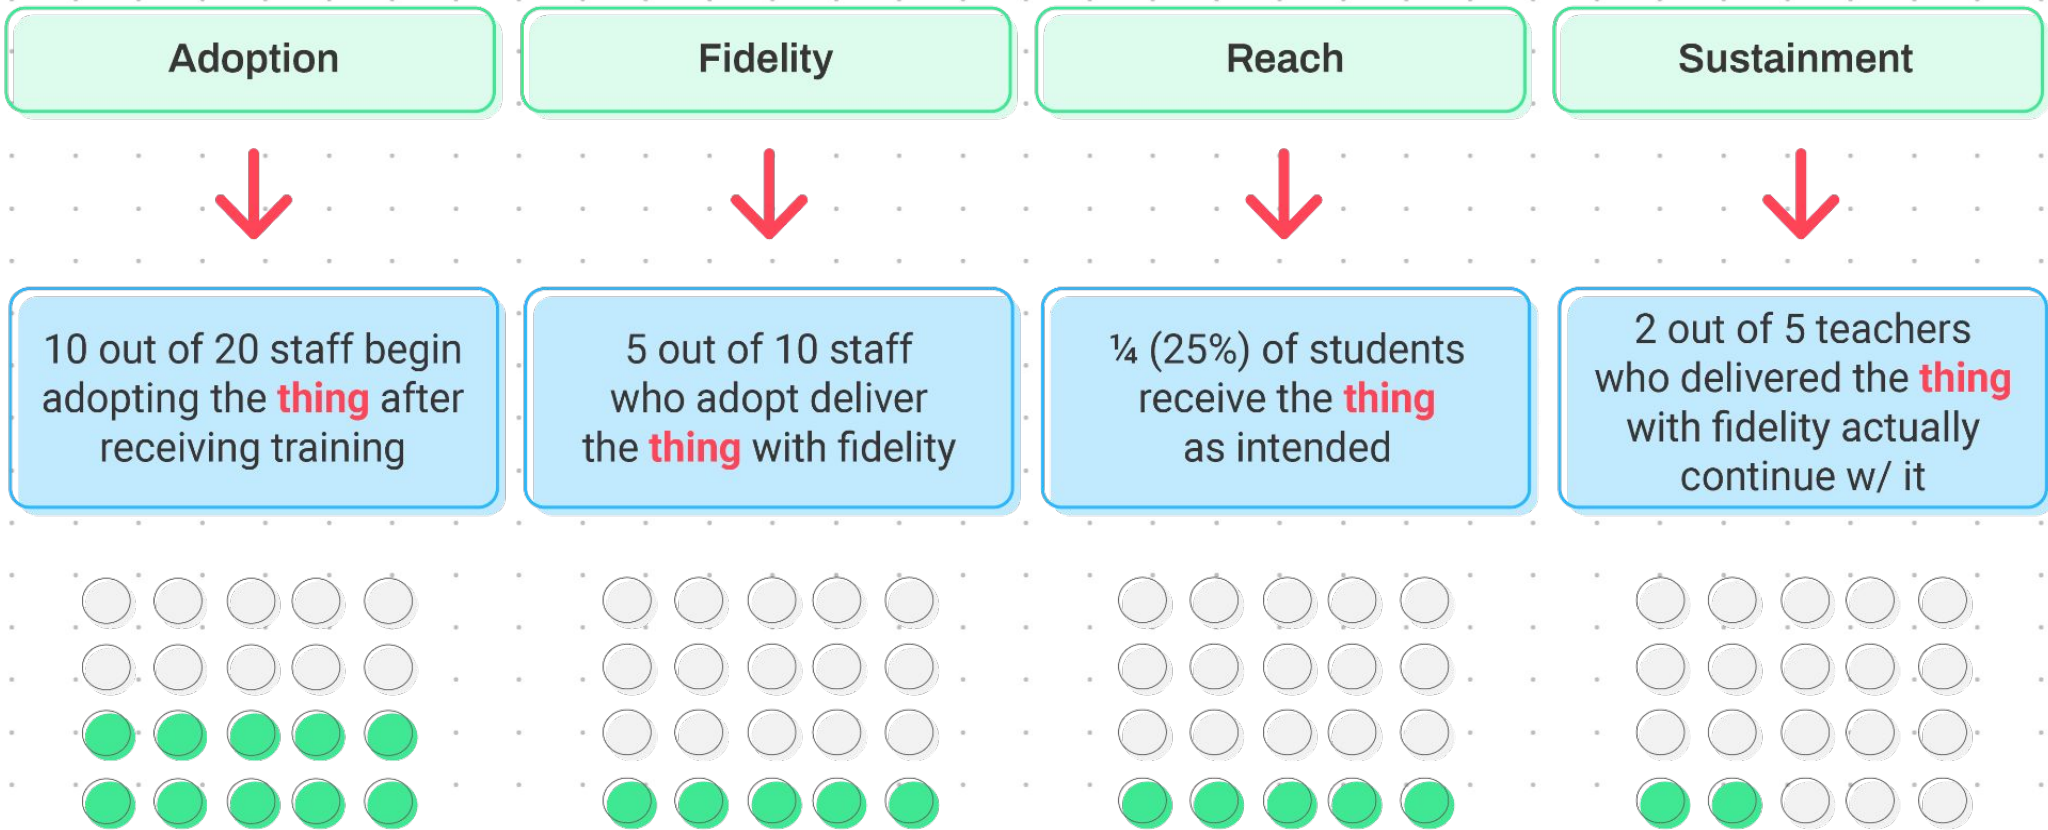 Adoption
Fidelity
Reach
Sustainment
10 out of 20 staff begin
adopting the thing after
receiving training
5 out of 10 staff
who adopt deliver
the thing with fidelity
¼ (25%) of students
receive the thing
as intended
2 out of 5 teachers
who delivered the thing
with fidelity actually
continue w/ it